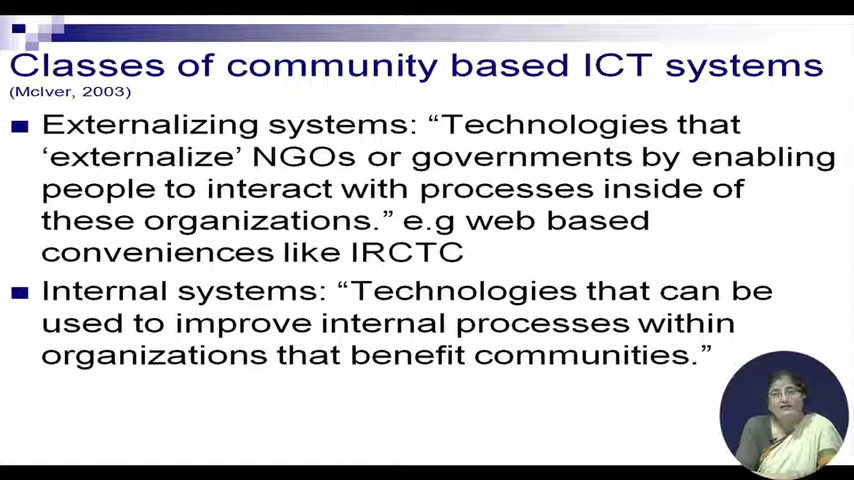 Classes of community based ICT systems
(McIver, 2003)
Externalizing systems: “Technologies that
‘externalize’ NGOs or governments by enabling
people to interact with processes inside of
these organizations.” e.g web based
conveniences like IRCTC
Internal systems: “Technologies that can be
used to improve internal processes within
organizations that benefit communities.”